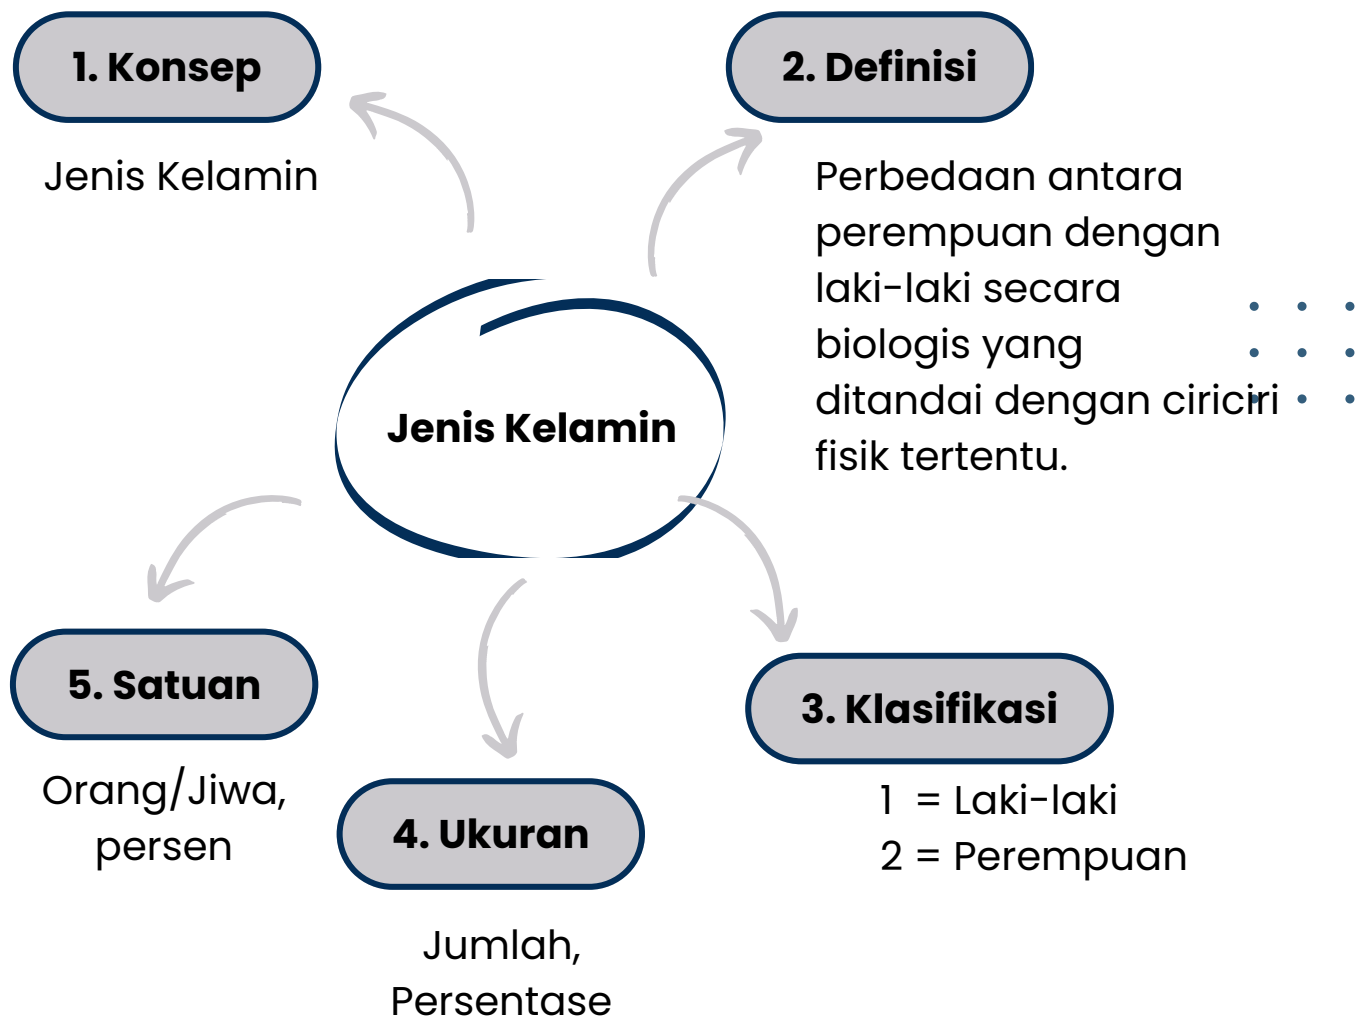 1. Konsep
Jenis Kelamin
2. Definisi
Perbedaan antara
perempuan dengan
laki-laki secara
biologis yang
ditandai dengan ciriciri
fisik tertentu.
Jenis Kelamin
3. Klasifikasi
1 = Laki-laki
2 = Perempuan
4. Ukuran
Jumlah,
Persentase
5. Satuan
Orang/Jiwa,
persen